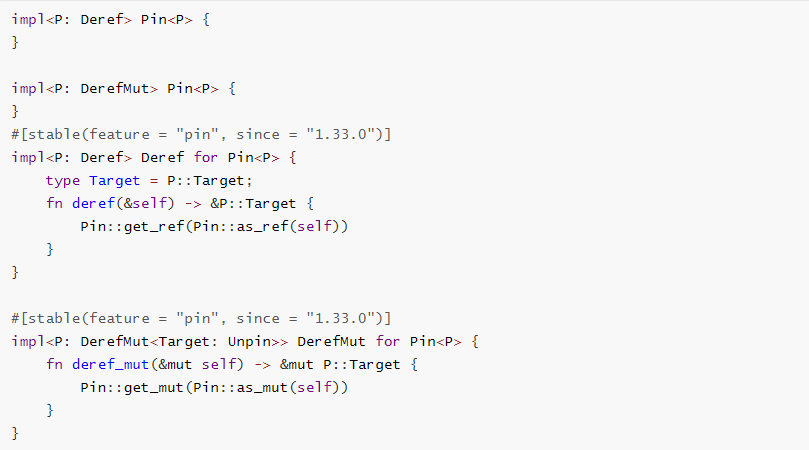 impl<P: Deref> Pin<P> {
}
impl<P: DerefMut> Pin<P> {
}
#[stable(feature = "pin", since = "1.33.0")]
impl<P: Deref> Deref for Pin<P> {
    type Target = P::Target;
    fn deref(&self) -> &P::Target {
        Pin::get_ref(Pin::as_ref(self))
    }
}
#[stable(feature = "pin", since = "1.33.0")]
impl<P: DerefMut<Target: Unpin>> DerefMut for Pin<P> {
    fn deref_mut(&mut self) -> &mut P::Target {
        Pin::get_mut(Pin::as_mut(self))
    }
}